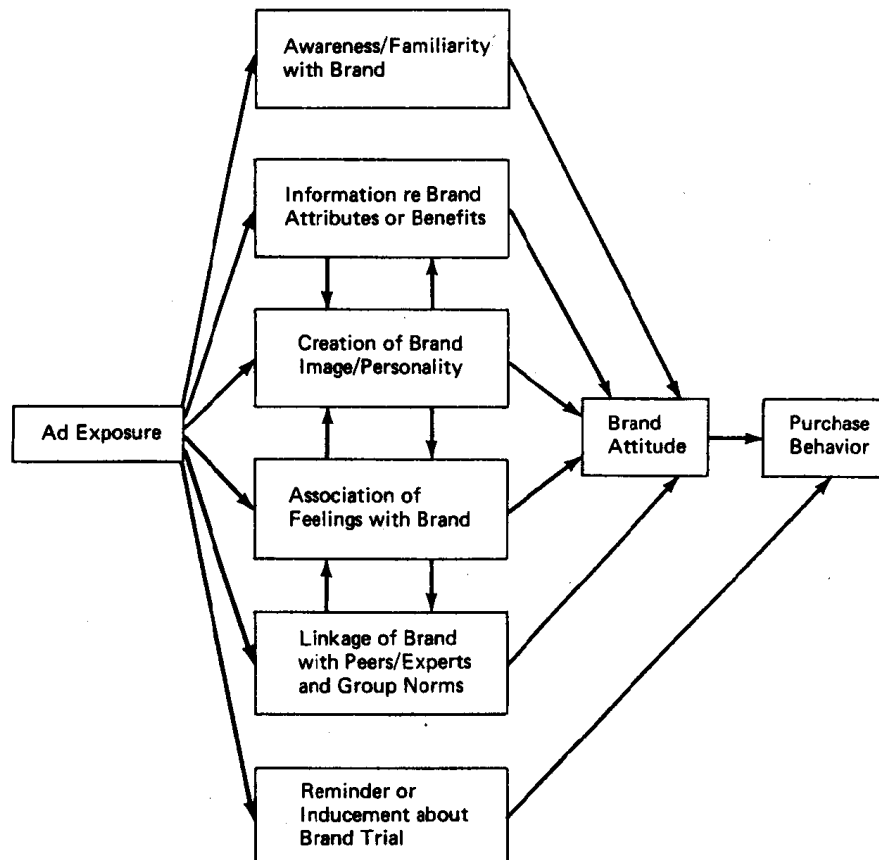 Awareness/Familiarity
with Brand
Information re Brand
Attributes or Benefits
Creation of Brand
Image/Personality
Ad Exposure
Brand
Attitude
Purchase
Behavior
Association of
Feelings with Brand
Linkage of Brand
with Peers/Experts
and Group Norms
Reminder or
Inducement about
Brand Trial